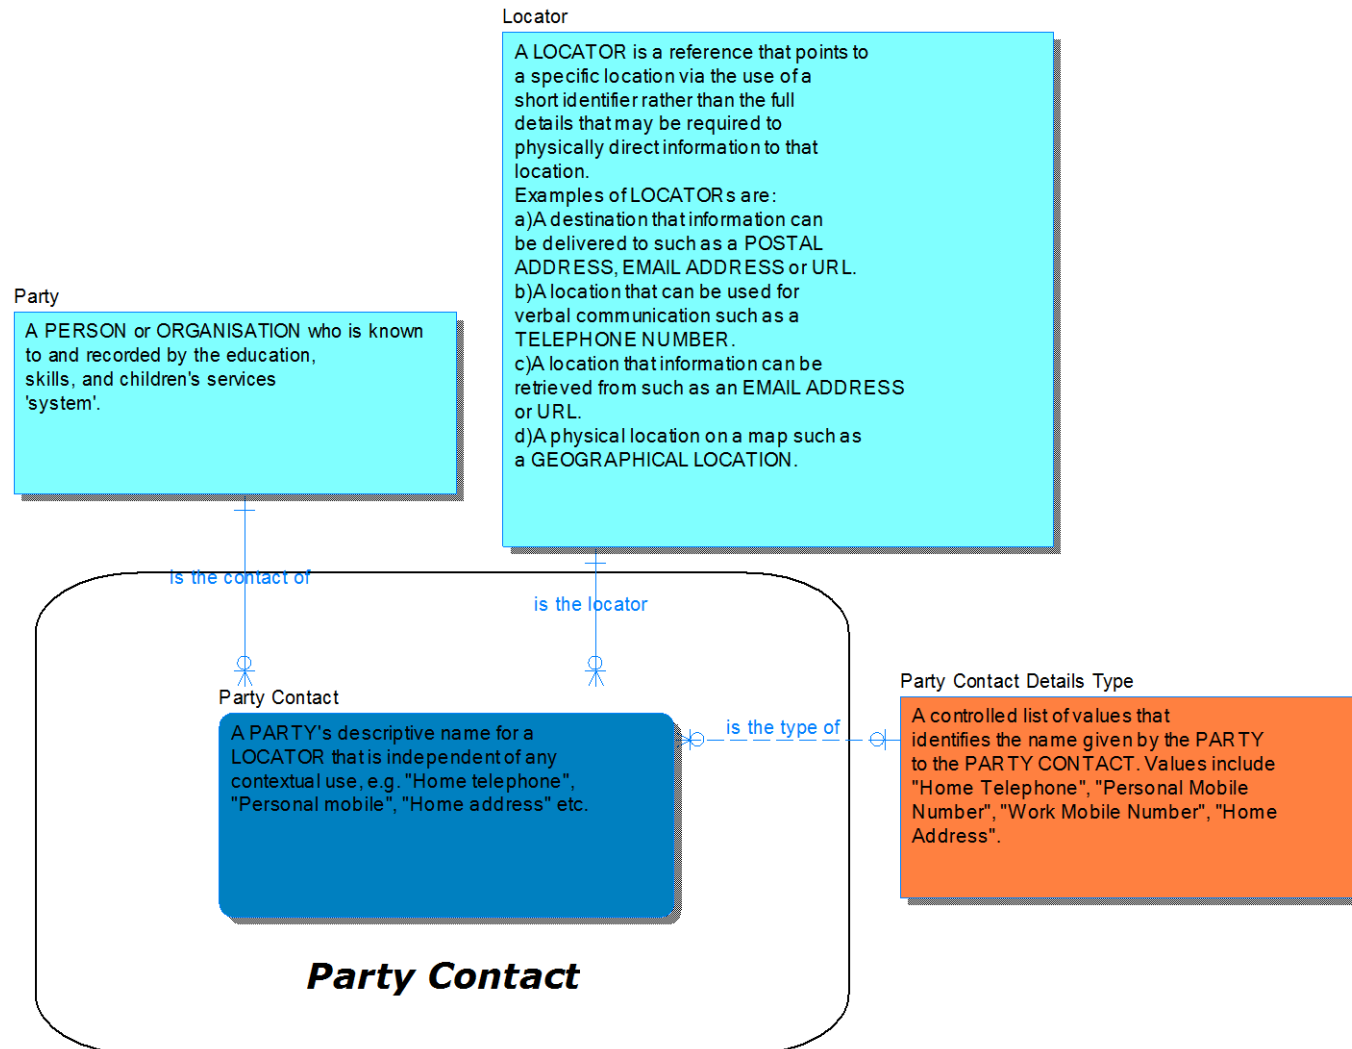 Locator
A LOCATOR is a reference that points to
a specific location via the use of a
short identifier rather than the full
details that may be required to
physically direct information to that
location.
Examples of LOCATORs are:
a)A destination that information can
be delivered to such as a POSTAL
ADDRESS, EMAIL ADDRESS or URL.
b)A location that can be used for
verbal communication such as a
TELEPHONE NUMBER.
c)A location that information can be
retrieved from such as an EMAIL ADDRESS
or URL.
d)A physical location on a map such as
a GEOGRAPHICAL LOCATION.
Party
A PERSON or ORGANISATION who is known
to and recorded by the education,
skills, and children's services
'system'.
is the contact of
is the locator
Party Contact
A PARTY's descriptive name for a
LOCATOR that is independent of any
contextual use, e.g. "Home telephone",
"Personal mobile", "Home address" etc.
is the type of
Party Contact Details Type
A controlled list of values that
identifies the name given by the PARTY
to the PARTY CONTACT. Values include
"Home Telephone", "Personal Mobile
Number", "Work Mobile Number", "Home
Address".
Party Contact